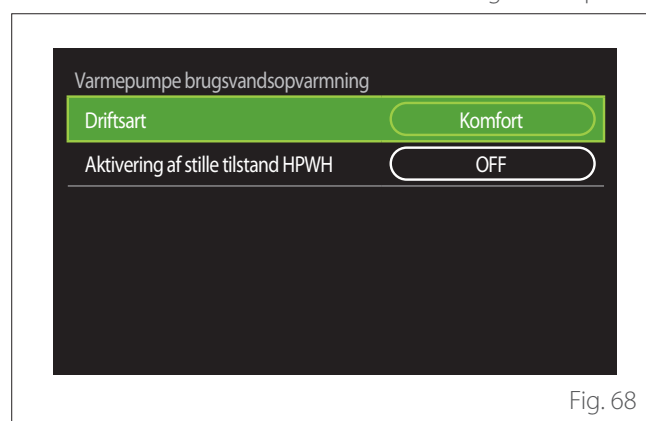 Varmepumpe brugsvandsopvarmning
Driftsart Komfort
Aktivering af stille tilstand HPWH OFF
Fig. 68